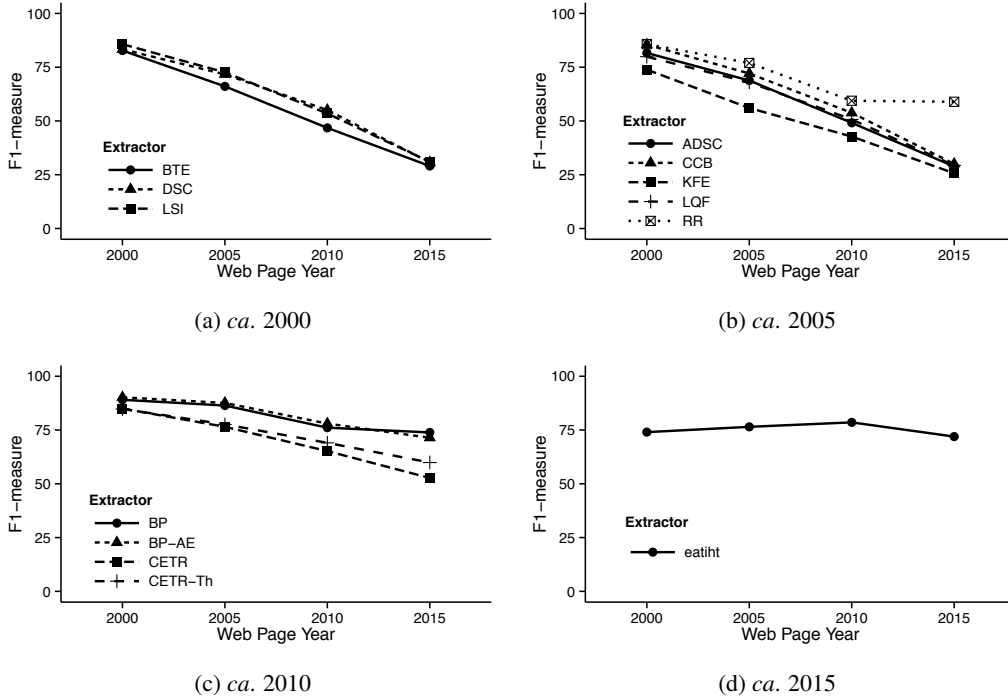 100
75
50
25
0
F1−measure
Extractor
BTE
DSC
LSI
2000 2005 2010 2015
Web Page Year
(a) ca. 2000
100
75
50
25
0
F1−measure
Extractor
ADSC
CCB
KFE
LQF
RR
2000 2005 2010 2015
Web Page Year
(b) ca. 2005
100
75
50
25
0
F1−measure
Extractor
BP
BP−AE
CETR
CETR−Th
2000 2005 2010 2015
Web Page Year
(c) ca. 2010
100
75
50
25
0
F1−measure
Extractor
eatiht
2000 2005 2010 2015
Web Page Year
(d) ca. 2015